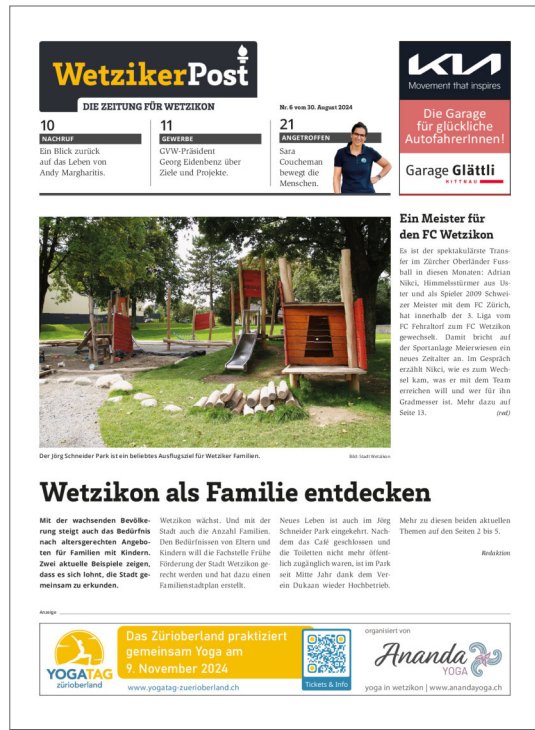 WetzikerPost
DIE ZEITUNG FÜR WETZIKON
Nr. 6 vom 30. August 2024
10
NACHRUF
Ein Blick zurück
auf das Leben von
Andy Margharitis.
11
GEWERBE
GVW-Präsident
Georg Eidenbenz über
Ziele und Projekte.
21
ANGETROFFEN
Sara
Coucheman
bewegt die
Menschen.
KIA
Movement that inspires
Die Garage
für glückliche
AutofahrerInnen!
Garage Glättli
HITTNAU
Der Jörg Schneider Park ist ein beliebtes Ausflugsziel für Wetziker Familien.
Bild: Stadt Wetzikon
Ein Meister für
den FC Wetzikon
Es ist der spektakulärste Trans-
fer im Zürcher Oberländer Fuss-
ball in diesen Monaten: Adrian
Nikci, Himmelsstürmer aus Us-
ter und als Spieler 2009 Schwei-
zer Meister mit dem FC Zürich,
hat innerhalb der 3. Liga vom
FC Fehraltorf zum FC Wetzikon
gewechselt. Damit bricht auf
der Sportanlage Meierwiesen ein
neues Zeitalter an. Im Gespräch
erzählt Nikci, wie es zum Wech-
sel kam, was er mit dem Team
erreichen will und wer für ihn
Gradmesser ist. Mehr dazu auf
Seite 13. (red)
Wetzikon als Familie entdecken
Mit der wachsenden Bevölke-
rung steigt auch das Bedürfnis
nach altersgerechten Angebo-
ten für Familien mit Kindern.
Zwei aktuelle Beispiele zeigen,
dass es sich lohnt, die Stadt ge-
meinsam zu erkunden.
Wetzikon wächst. Und mit der
Stadt auch die Anzahl Familien.
Den Bedürfnissen von Eltern und
Kindern will die Fachstelle Frühe
Förderung der Stadt Wetzikon ge-
recht werden und hat dazu einen
Familienstadtplan erstellt.
Neues Leben ist auch im Jörg
Schneider Park eingekehrt. Nach-
dem das Café geschlossen und
die Toiletten nicht mehr öffent-
lich zugänglich waren, ist im Park
seit Mitte Jahr dank dem Ver-
ein Dukaan wieder Hochbetrieb.
Mehr zu diesen beiden aktuellen
Themen auf den Seiten 2 bis 5.
Redaktion
Anzeige
YOGATAG
zürioberland
Das Zürioberland praktiziert
gemeinsam Yoga am
9. November 2024
www.yogatag-zuerioberland.ch
Tickets & Info
organisiert von
Ananda
YOGA
yoga in wetzikon | www.anandayoga.ch